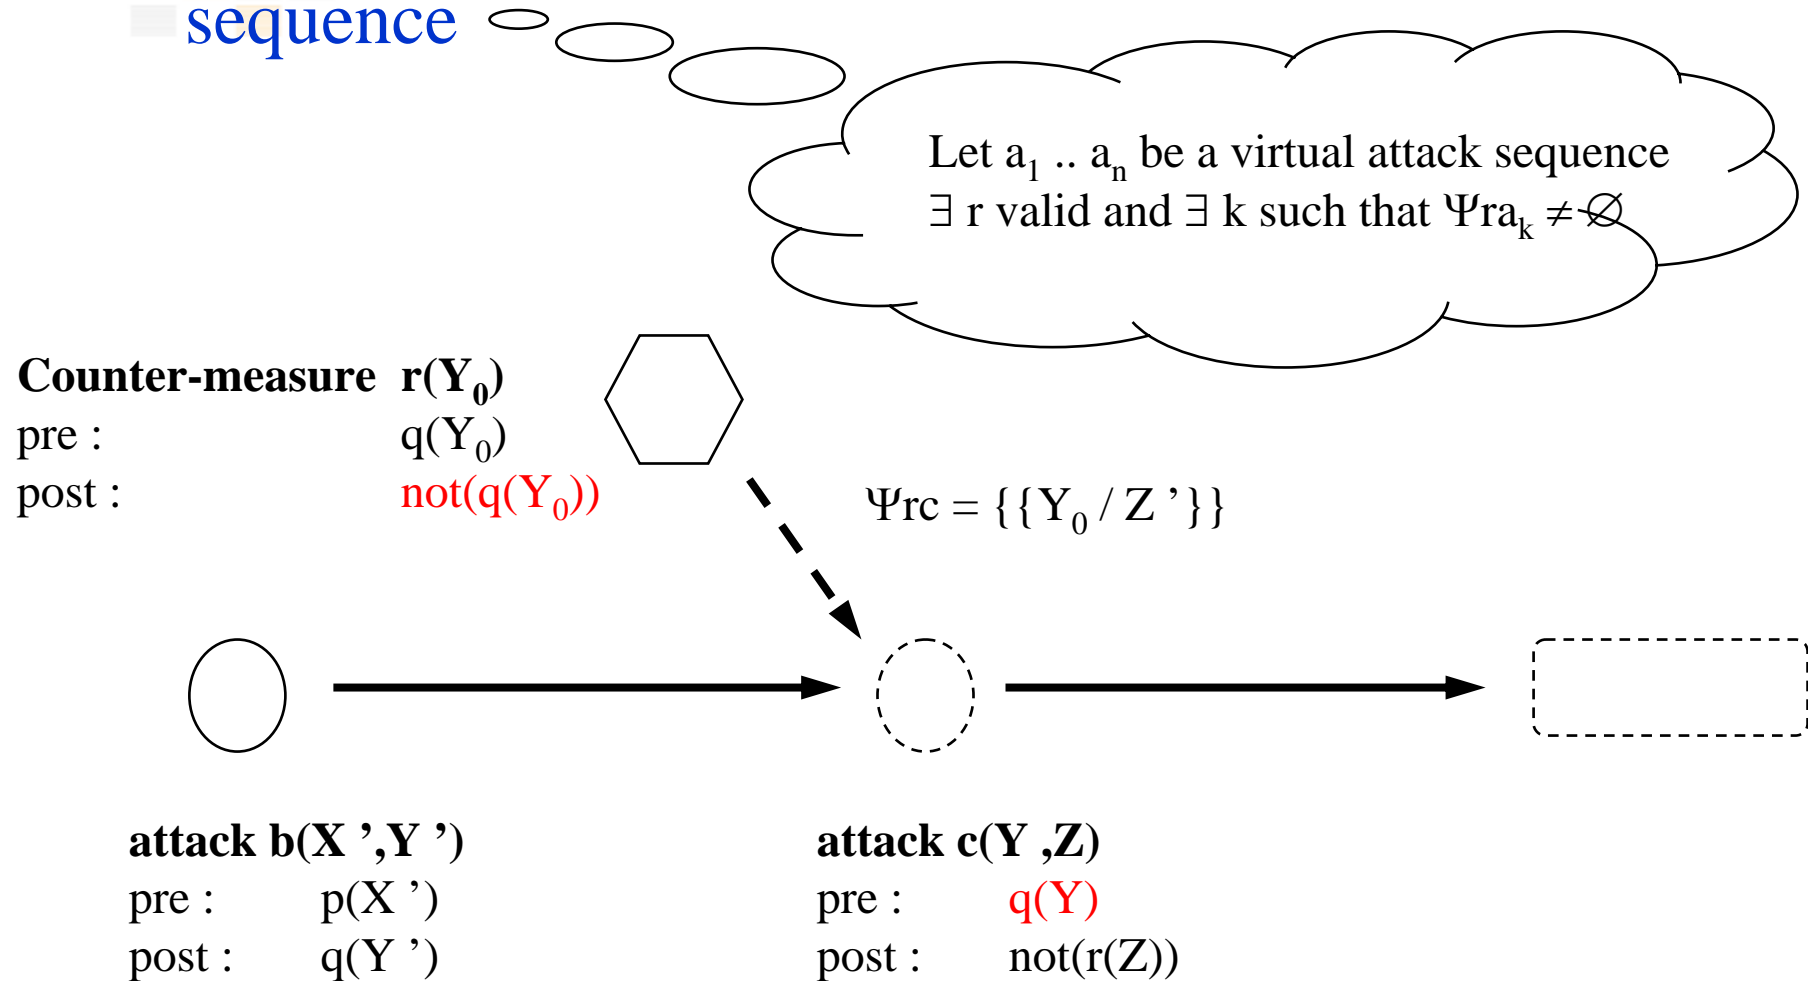 sequence
Let a₁ .. aₙ be a virtual attack sequence
∃ r valid and ∃ k such that Ψraₖ ≠ ∅
Counter-measure r(Y₀)
pre : q(Y₀)
post : not(q(Y₀))
Ψrc = {{Y₀ / Z ’}}
attack b(X ’,Y ’)
pre : p(X ’)
post : q(Y ’)
attack c(Y ,Z)
pre : q(Y)
post : not(r(Z))